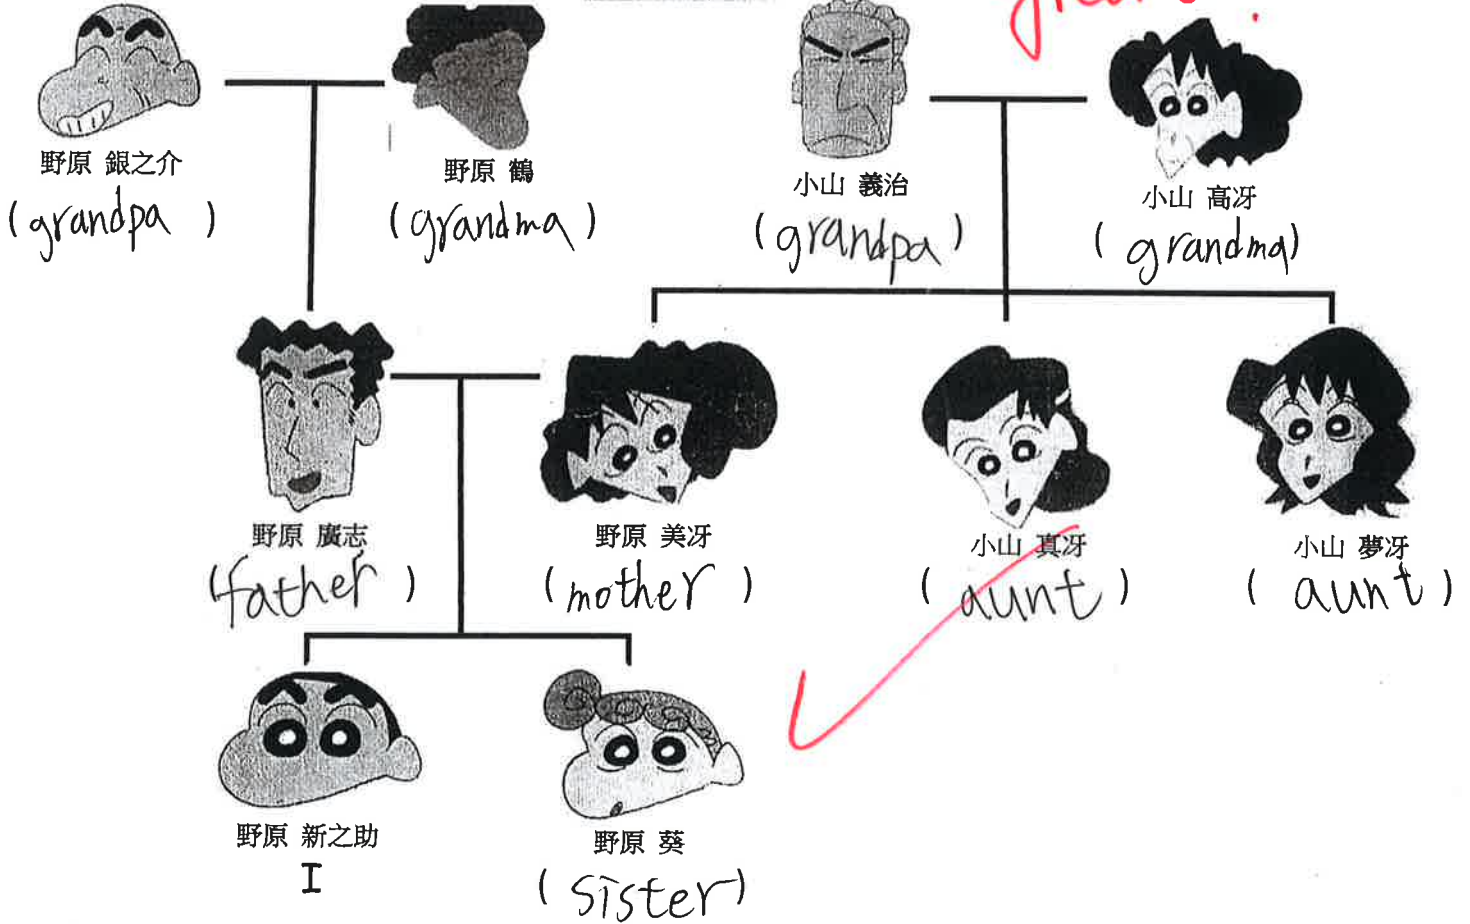 野原 銀之介
野原 鶴
小山 義治
小山 高冴
(grandpa)
(grandma)
(grandpa)
(grandma)
野原 廣志
野原 美冴
小山 真冴
小山 夢冴
(father)
(mother)
(aunt)
(aunt)
野原 新之助
野原 葵
I
(sister)